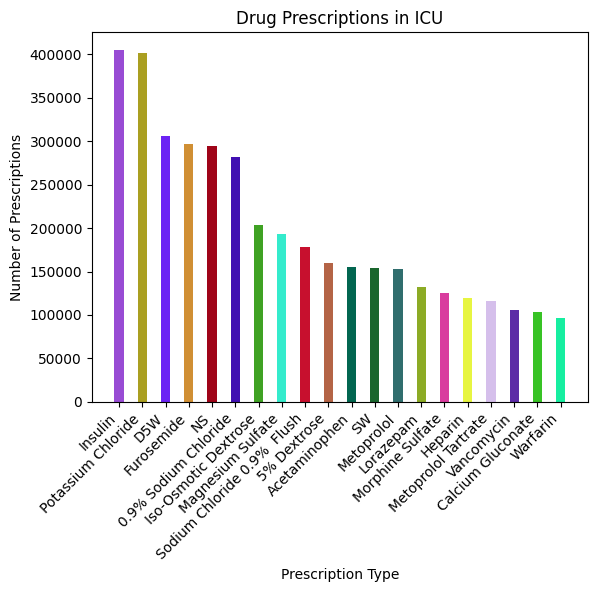 Drug Prescriptions in ICU
Number of Prescriptions
400000
350000
300000
250000
200000
150000
100000
50000
0
Insulin
Potassium Chloride
D5W
Furosemide
NS
0.9% Sodium Chloride
Iso-Osmotic Dextrose
Magnesium Sulfate
Sodium Chloride 0.9%  Flush
5% Dextrose
Acetaminophen
SW
Metoprolol
Lorazepam
Morphine Sulfate
Heparin
Metoprolol Tartrate
Vancomycin
Calcium Gluconate
Warfarin
Prescription Type